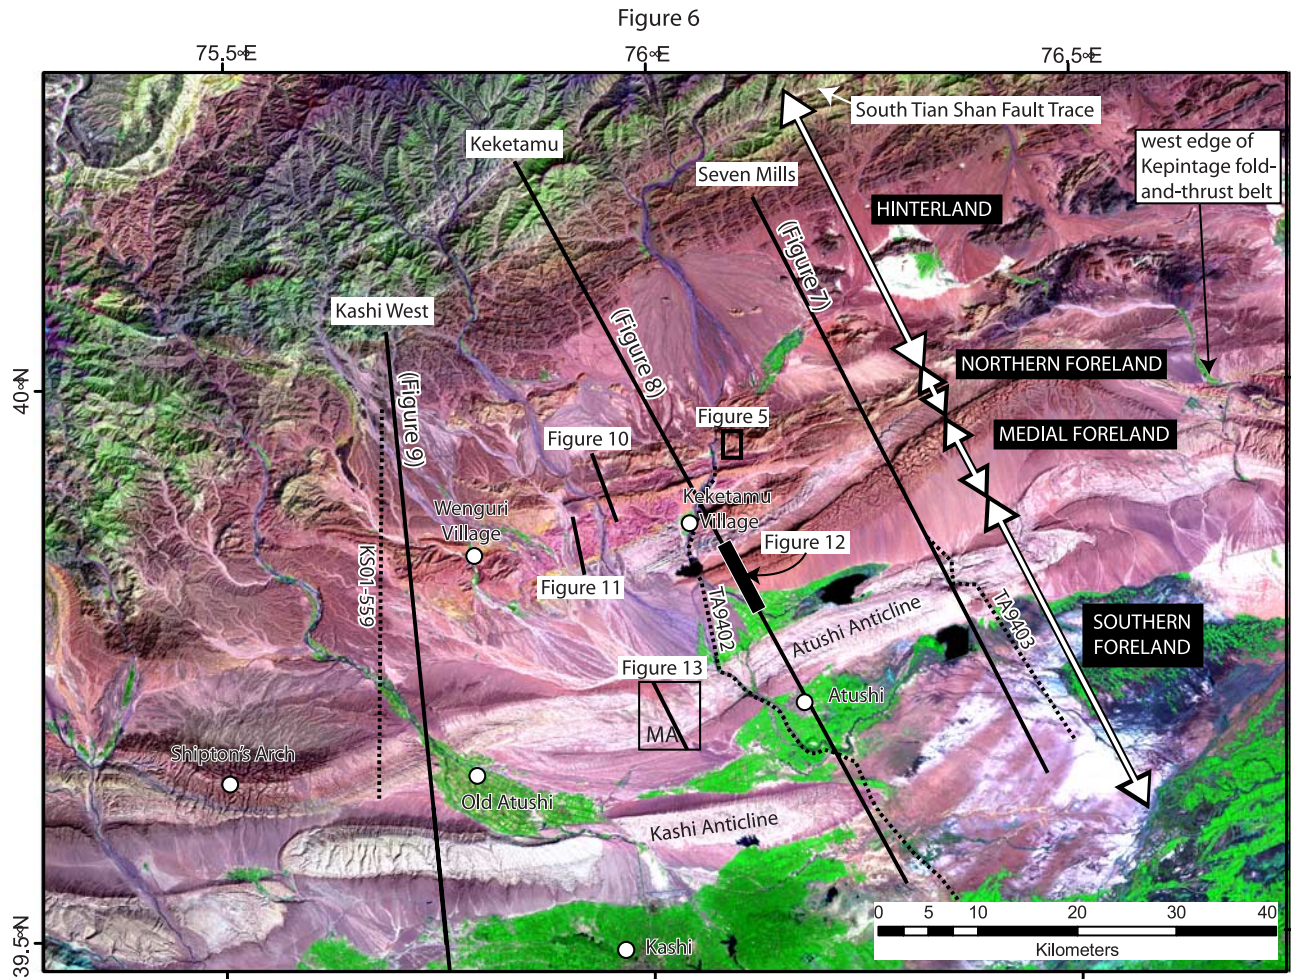 Figure 6
75.5°E
76°E
76.5°E
South Tian Shan Fault Trace
Keketamu
west edge of
Kepintage fold-
and-thrust belt
Seven Mills
HINTERLAND
(Figure 7)
Kashi West
(Figure 8)
NORTHERN FORELAND
40°N
(Figure 9)
Figure 5
MEDIAL FORELAND
Figure 10
Wenguri
Village
Keketamu
Village
Figure 12
KS01-559
Figure 11
TA9402
TA9403
Atushi Anticline
SOUTHERN
FORELAND
Figure 13
Atushi
MA
Shipton's Arch
Old Atushi
Kashi Anticline
39.5°N
Kashi
0 5 10 20 30 40
Kilometers